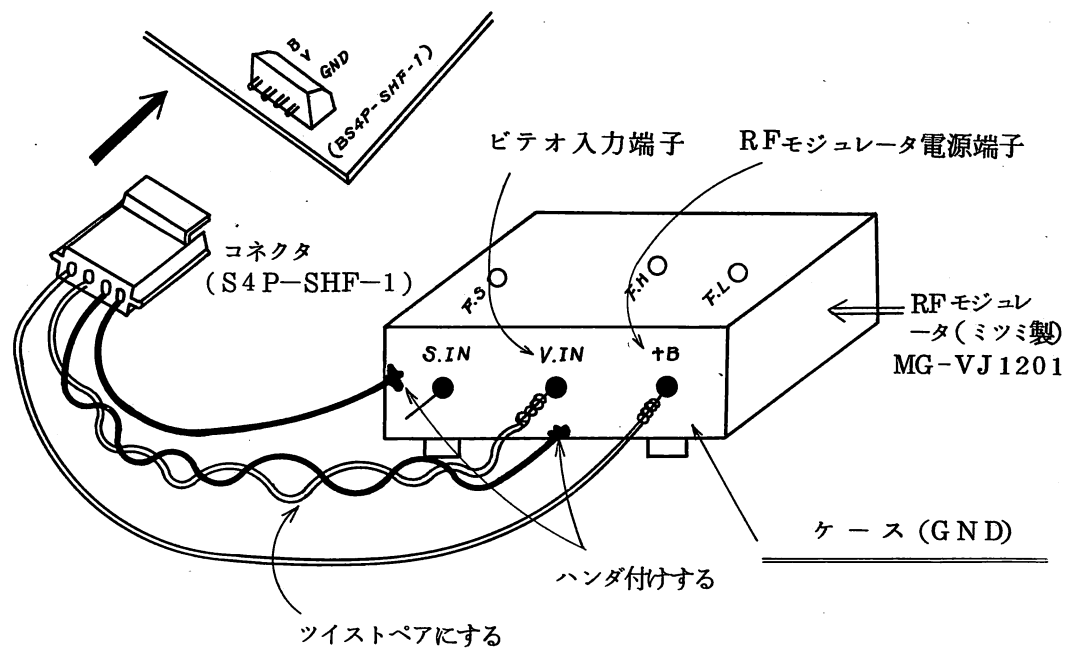 B
V
GND
(BS4P-SHF-1)
ビテオ入力端子
RFモジュレータ電源端子
コネクタ
(S4P-SHF-1)
F.S
F.H
F.L
RFモジュレ
ータ(ミツミ製)
MG-VJ1201
S.IN
V.IN
+B
ケース(GND)
ハンダ付けする
ツイストペアにする